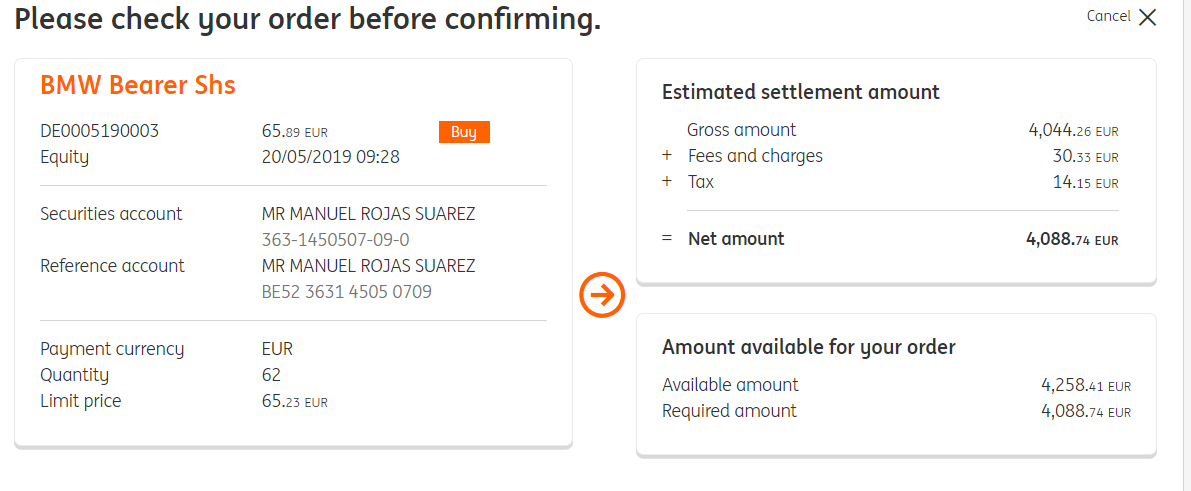 Please check your order before confirming.
Cancel
BMW Bearer Shs
DE0005190003 65.89 EUR Buy
Equity 20/05/2019 09:28
Securities account MR MANUEL ROJAS SUAREZ
363-1450507-09-0
Reference account MR MANUEL ROJAS SUAREZ
BE52 3631 4505 0709
Payment currency EUR
Quantity 62
Limit price 65.23 EUR
Estimated settlement amount
Gross amount 4,044.26 EUR
+ Fees and charges 30.33 EUR
+ Tax 14.15 EUR
= Net amount 4,088.74 EUR
Amount available for your order
Available amount 4,258.41 EUR
Required amount 4,088.74 EUR